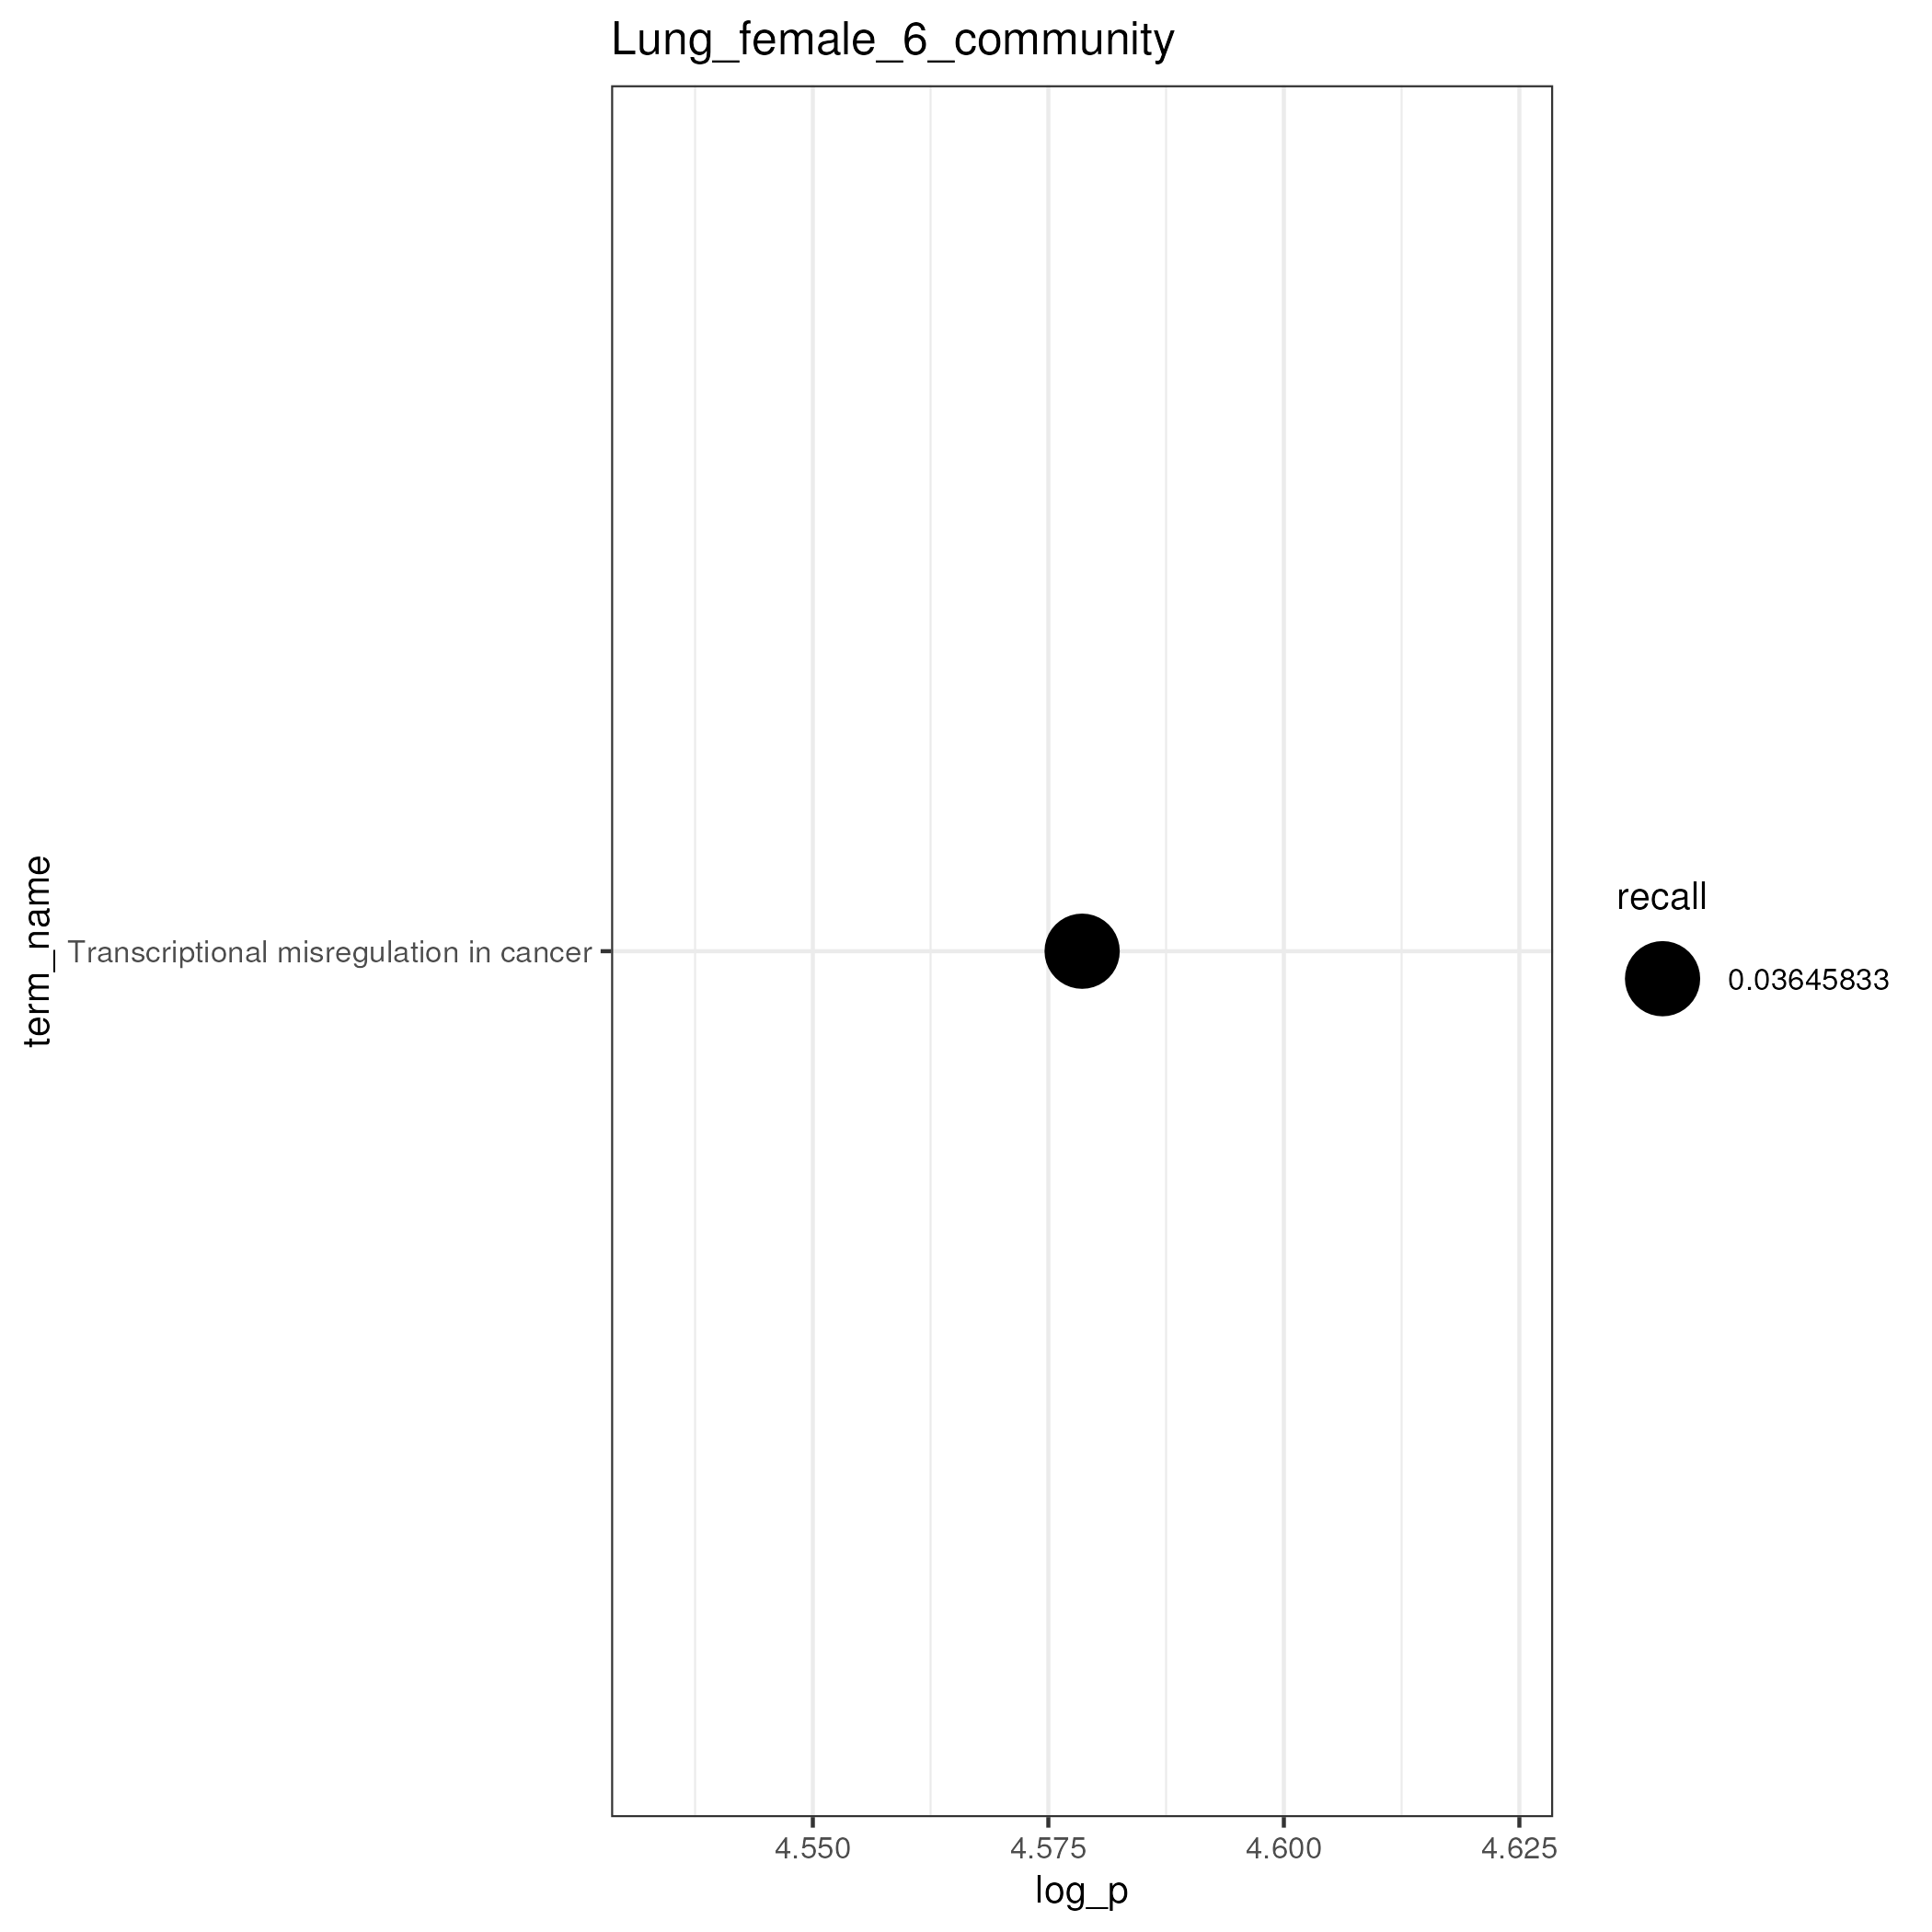 Lung_female_6_community
term_name
Transcriptional misregulation in cancer
recall
0.03645833
4.550
4.575
4.600
4.625
log_p